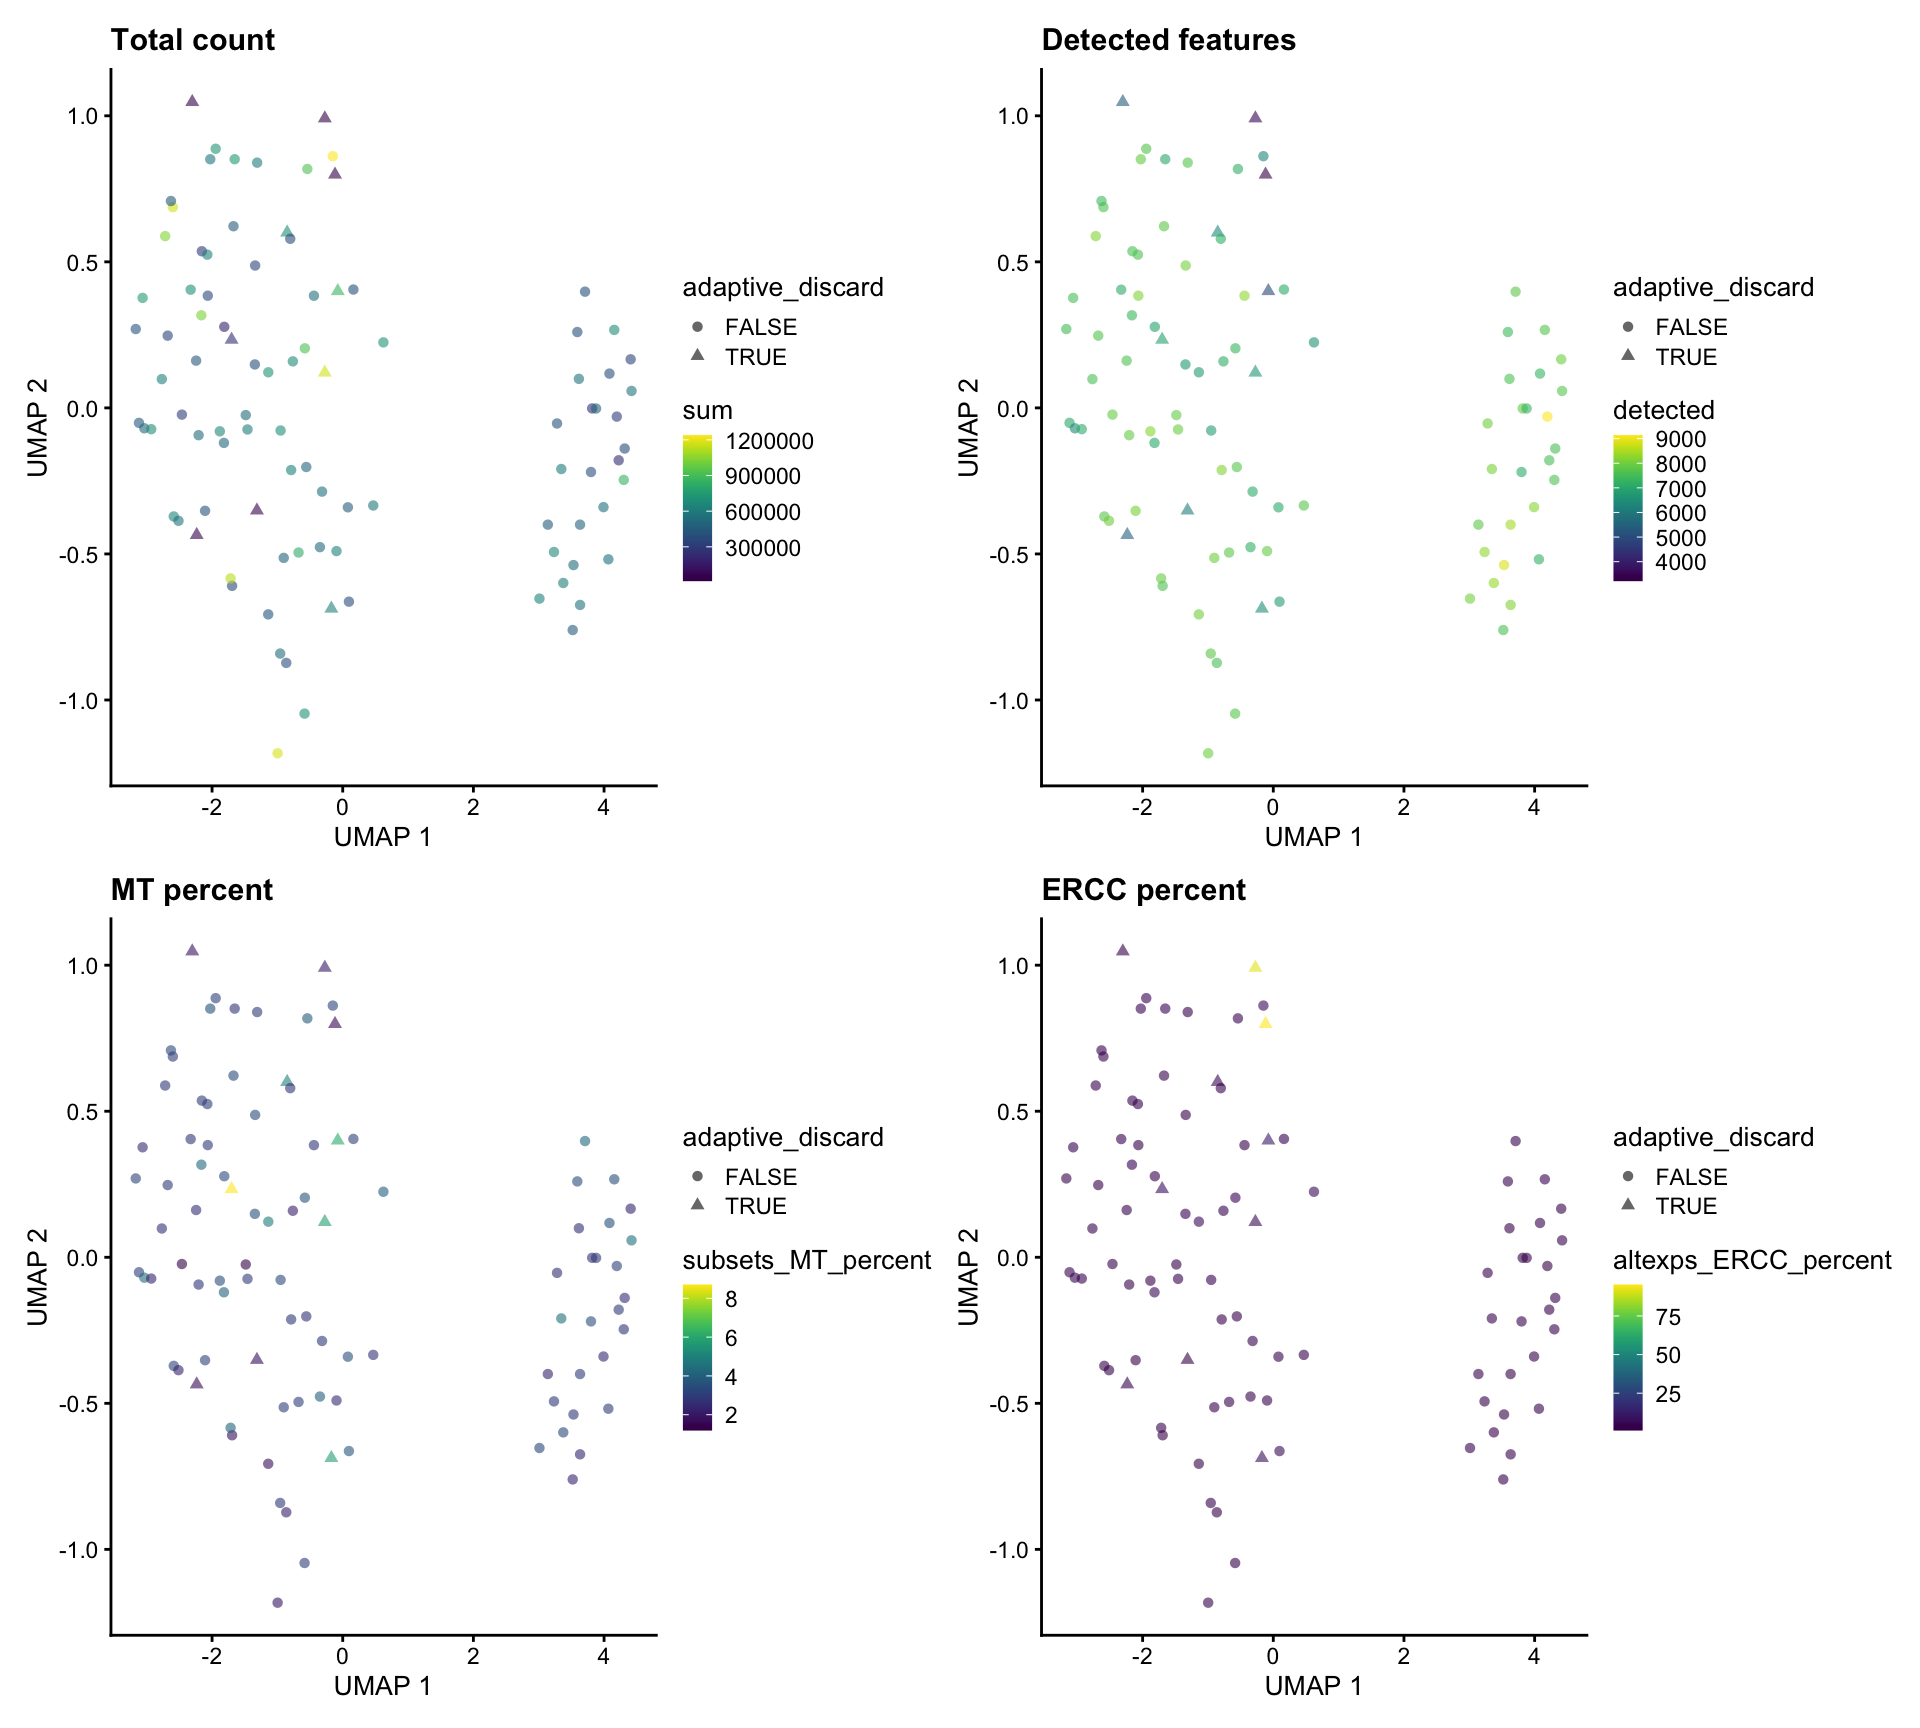 Total count
1.0
0.5
0.0
-0.5
-1.0
UMAP 2
-2 0 2 4
UMAP 1
adaptive_discard
FALSE
TRUE
sum
1200000
900000
600000
300000
Detected features
1.0
0.5
0.0
-0.5
-1.0
UMAP 2
-2 0 2 4
UMAP 1
adaptive_discard
FALSE
TRUE
detected
9000
8000
7000
6000
5000
4000
MT percent
1.0
0.5
0.0
-0.5
-1.0
UMAP 2
-2 0 2 4
UMAP 1
adaptive_discard
FALSE
TRUE
subsets_MT_percent
8
6
4
2
ERCC percent
1.0
0.5
0.0
-0.5
-1.0
UMAP 2
-2 0 2 4
UMAP 1
adaptive_discard
FALSE
TRUE
altexps_ERCC_percent
75
50
25